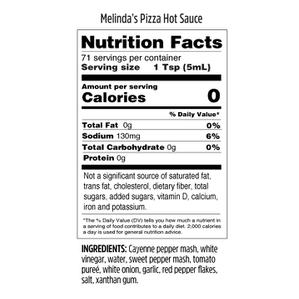 Melinda's Pizza Hot Sauce
Nutrition Facts
71 servings per container
Serving size 1 Tsp (5mL)
Amount per serving
Calories 0
% Daily Value*
Total Fat 0g 0%
Sodium 130mg 6%
Total Carbohydrate 0g 0%
Protein 0g
Not a significant source of saturated fat,
trans fat, cholesterol, dietary fiber, total
sugars, added sugars, vitamin D, calcium,
iron and potassium.
*The % Daily Value (DV) tells you how much a nutrient in
a serving of food contributes to a daily diet. 2,000 calories
a day is used for general nutrition advice.
INGREDIENTS: Cayenne pepper mash, white
vinegar, water, sweet pepper mash, tomato
pureé, white onion, garlic, red pepper flakes,
salt, xanthan gum.